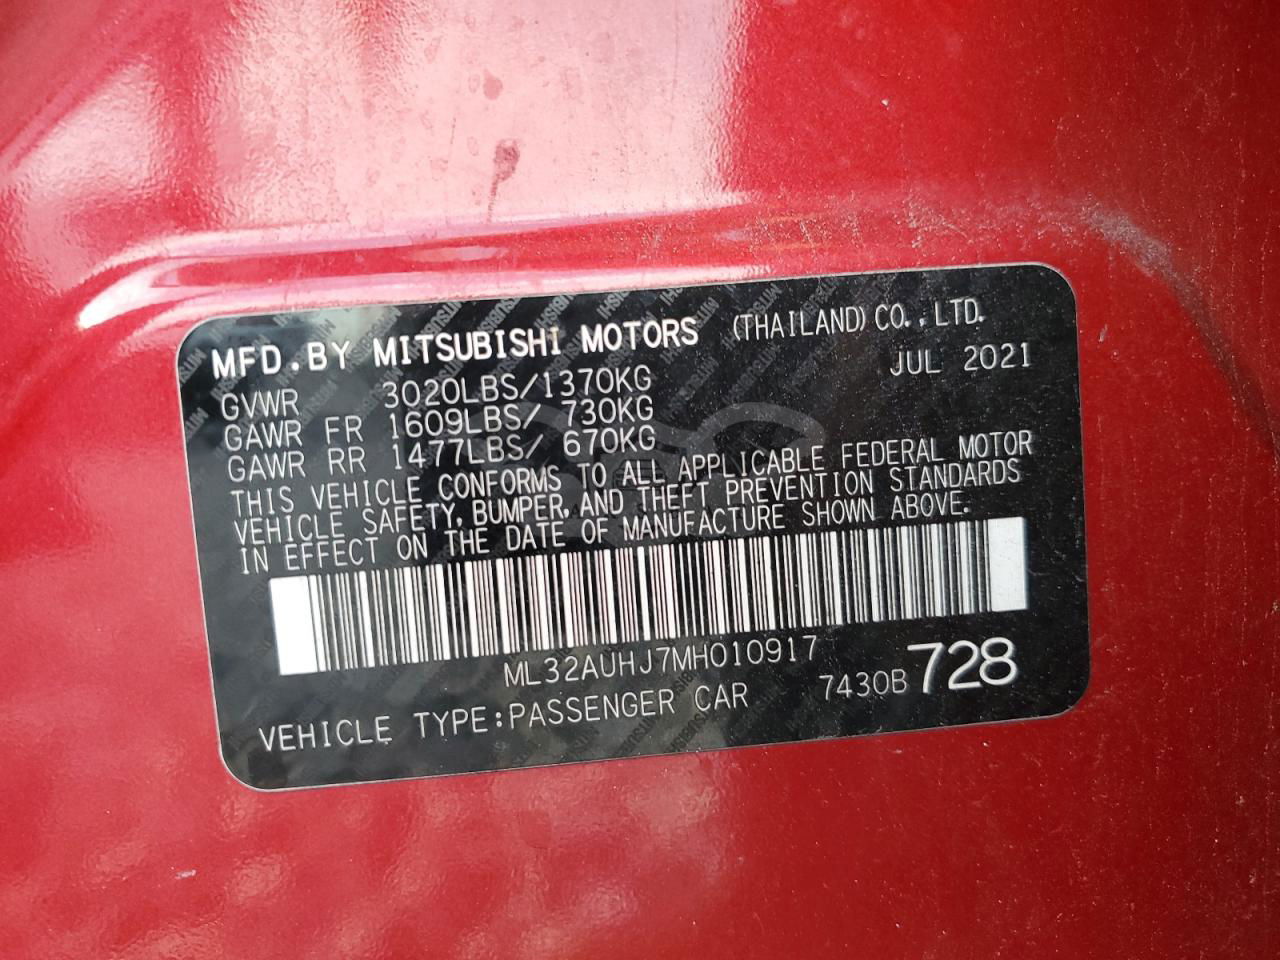 MFD.BY MITSUBISHI MOTORS (THAILAND) CO.,LTD.
JUL 2021
GVWR 3020LBS/1370KG
GAWR FR 1609LBS/ 730KG
GAWR RR 1477LBS/ 670KG
THIS VEHICLE CONFORMS TO ALL APPLICABLE FEDERAL MOTOR
VEHICLE SAFETY, BUMPER, AND THEFT PREVENTION STANDARDS
IN EFFECT ON THE DATE OF MANUFACTURE SHOWN ABOVE.
ML32AUHJ7MH010917
VEHICLE TYPE:PASSENGER CAR 7430B 728